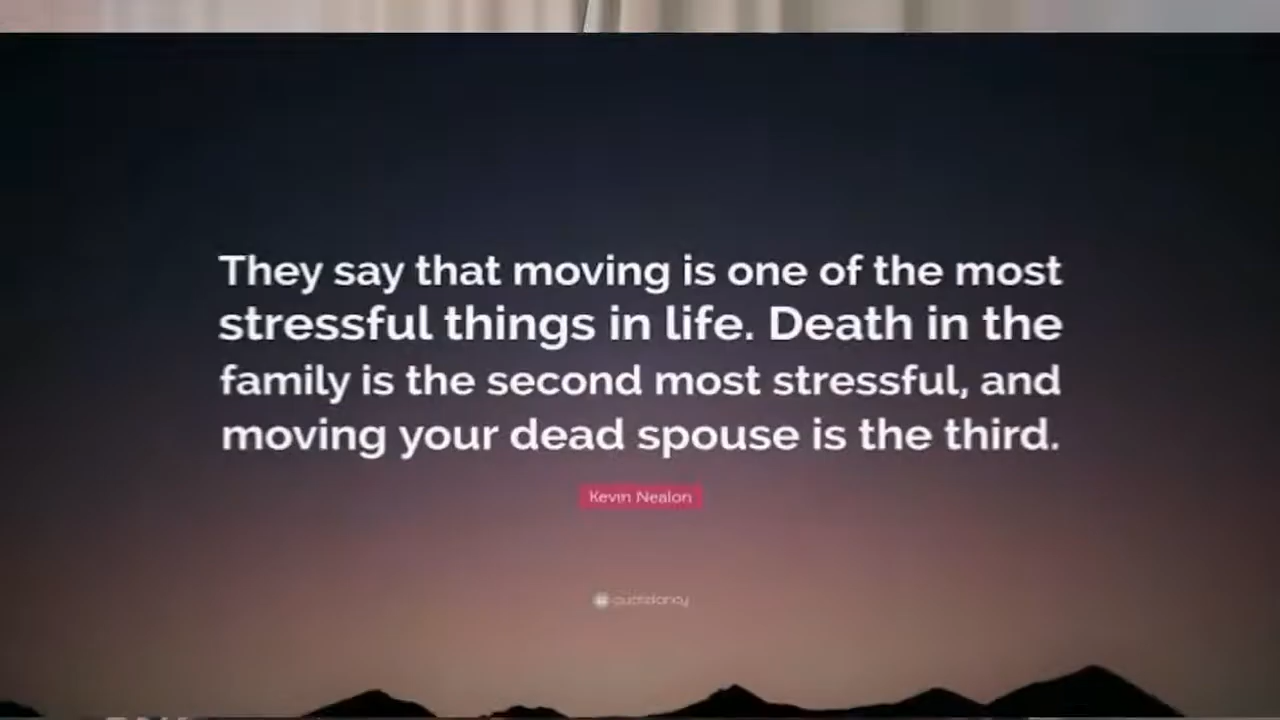 They say that moving is one of the most
stressful things in life. Death in the
family is the second most stressful, and
moving your dead spouse is the third.
Kevin Nealon
quotefancy